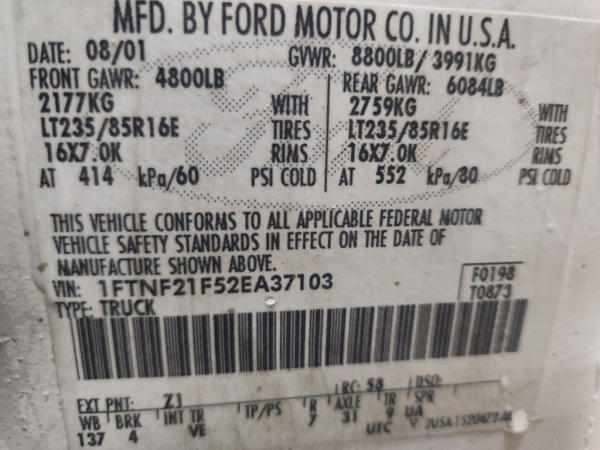 MFD. BY FORD MOTOR CO. IN U.S.A.
DATE: 08/01 GVWR: 8800LB/ 3991KG
FRONT GAWR: 4800LB REAR GAWR: 6084LB
2177KG WITH 2759KG WITH
LT235/85R16E TIRES LT235/85R16E TIRES
16X7.0K RIMS 16X7.0K RIMS
AT 414 kPa/60 PSI COLD AT 552 kPa/80 PSI COLD
THIS VEHICLE CONFORMS TO ALL APPLICABLE FEDERAL MOTOR
VEHICLE SAFETY STANDARDS IN EFFECT ON THE DATE OF
MANUFACTURE SHOWN ABOVE.
VIN: 1FTNF21F52EA37103 F0198
TYPE: TRUCK T0873
EXT PNT: Z1 RC: 58 DSO:
WB BRK INT TR TP/PS R AXLE TR SPR
137 4 VE 7 31 9 UA
UTC